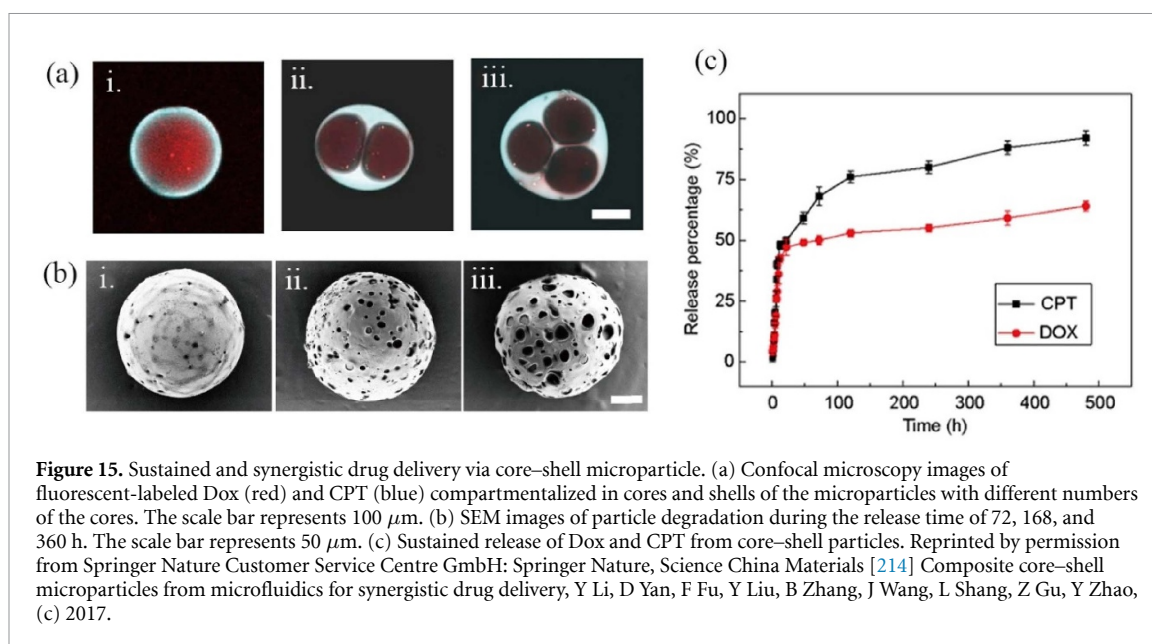 (a)
i.
ii.
iii.
(b)
i.
ii.
iii.
(c)
Release percentage (%)
100
75
50
25
0
CPT
DOX
0 100 200 300 400 500
Time (h)
Figure 15. Sustained and synergistic drug delivery via core–shell microparticle. (a) Confocal microscopy images of
fluorescent-labeled Dox (red) and CPT (blue) compartmentalized in cores and shells of the microparticles with different numbers
of the cores. The scale bar represents 100 μm. (b) SEM images of particle degradation during the release time of 72, 168, and
360 h. The scale bar represents 50 μm. (c) Sustained release of Dox and CPT from core–shell particles. Reprinted by permission
from Springer Nature Customer Service Centre GmbH: Springer Nature, Science China Materials [214] Composite core–shell
microparticles from microfluidics for synergistic drug delivery, Y Li, D Yan, F Fu, Y Liu, B Zhang, J Wang, L Shang, Z Gu, Y Zhao,
(c) 2017.